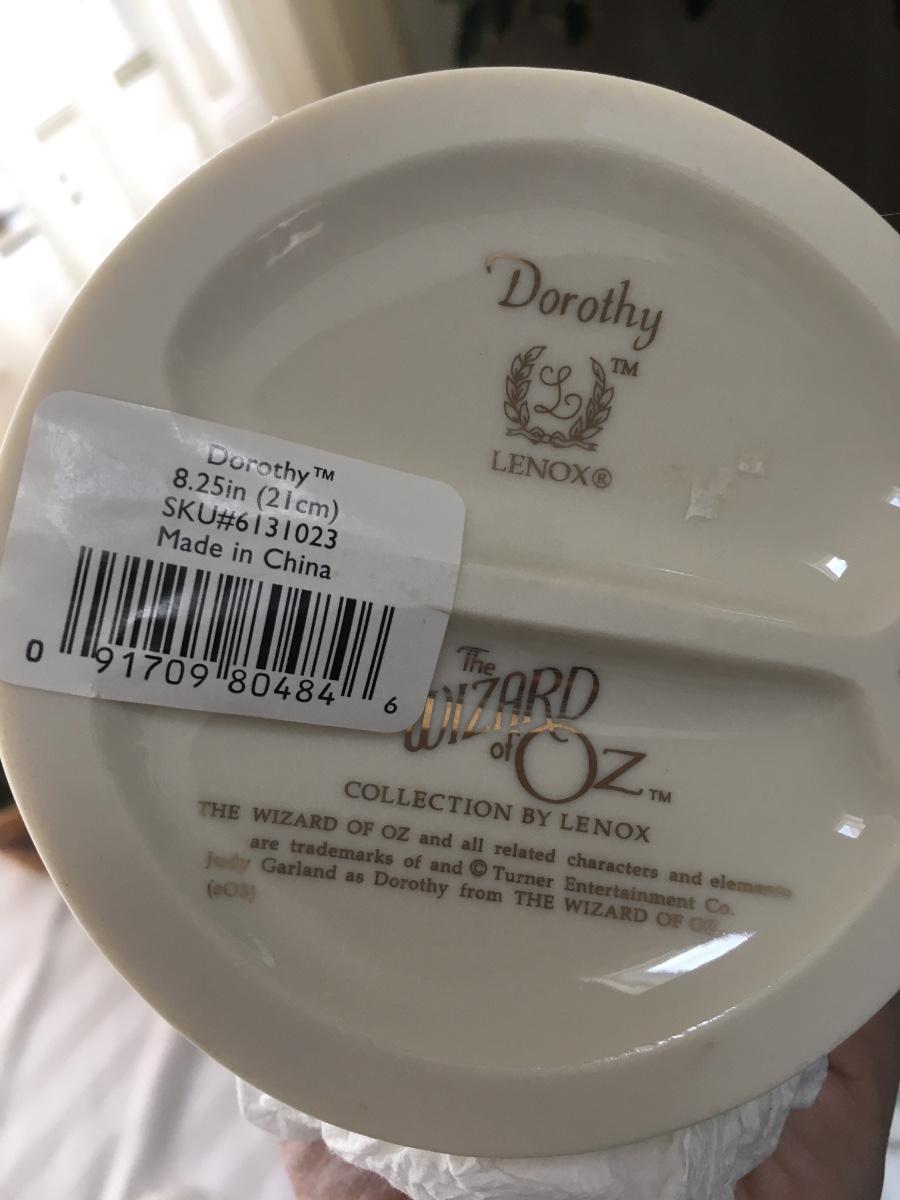 Dorothy
L
TM
LENOX®
Dorothy™
8.25in (21cm)
SKU#6131023
Made in China
0 91709 80484 6
The
WIZARD
of OZ™
COLLECTION BY LENOX
THE WIZARD OF OZ and all related characters and elements
are trademarks of and © Turner Entertainment Co.
Judy Garland as Dorothy from THE WIZARD OF OZ.
(s03)